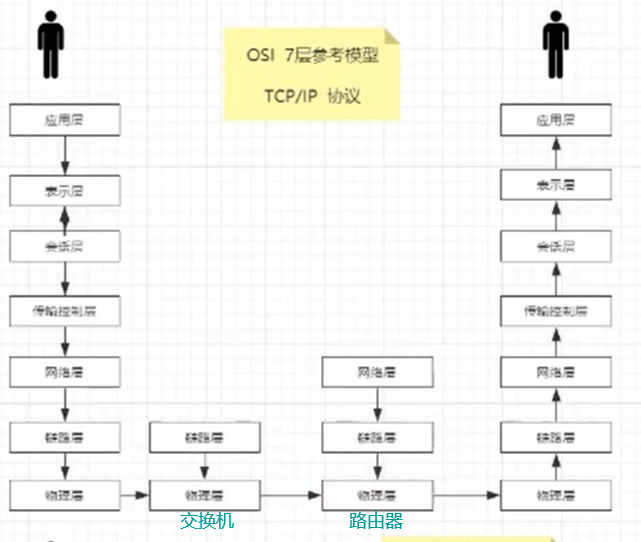 OSI 7层参考模型
TCP/IP 协议
应用层
应用层
表示层
表示层
会话层
会话层
传输控制层
传输控制层
网络层
网络层
网络层
链路层
链路层
链路层
链路层
物理层
物理层
物理层
物理层
交换机
路由器